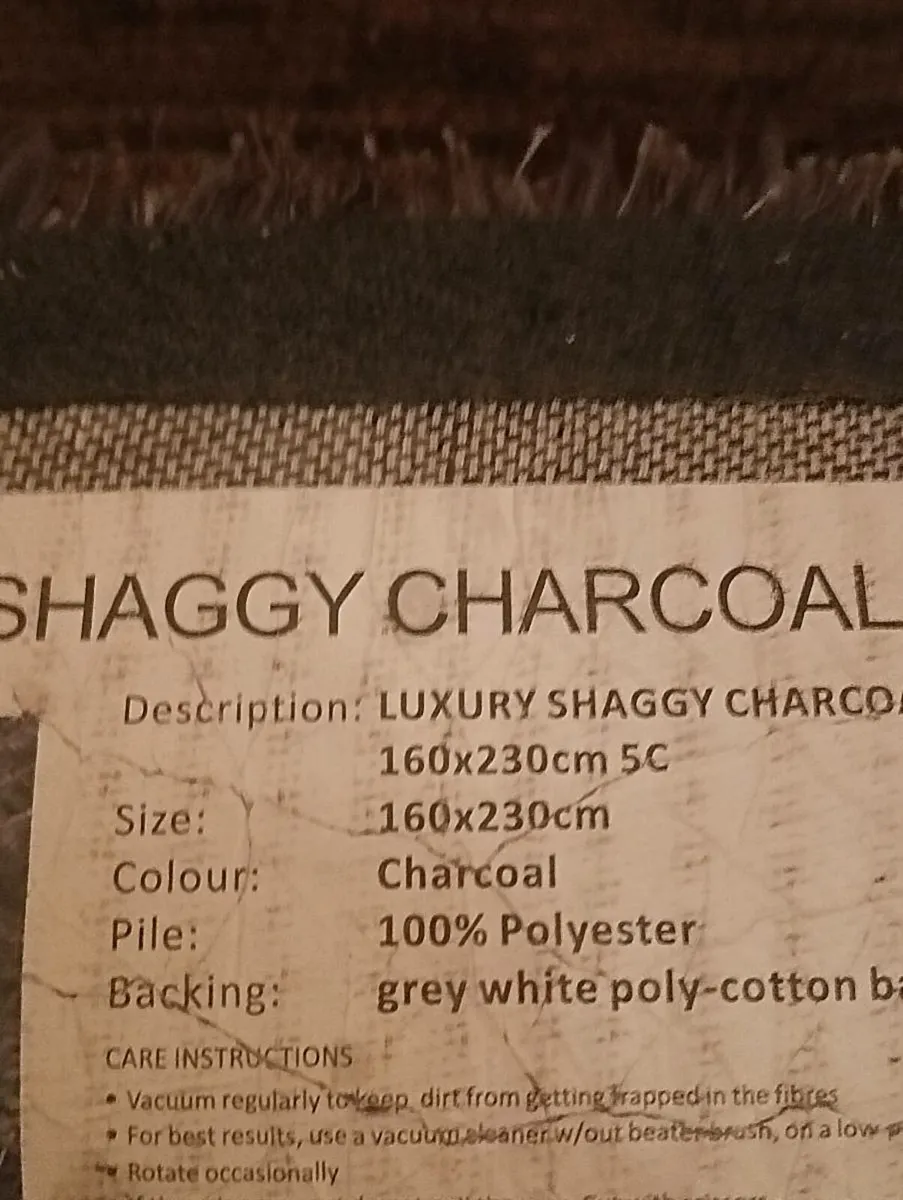 SHAGGY CHARCOAL
Description: LUXURY SHAGGY CHARCO
160x230cm 5C
Size: 160x230cm
Colour: Charcoal
Pile: 100% Polyester
Backing: grey white poly-cotton
CARE INSTRUCTIONS
• Vacuum regularly to keep dirt from getting trapped in the fibres
• For best results, use a vacuum cleaner w/out beater brush, on a low
• Rotate occasionally